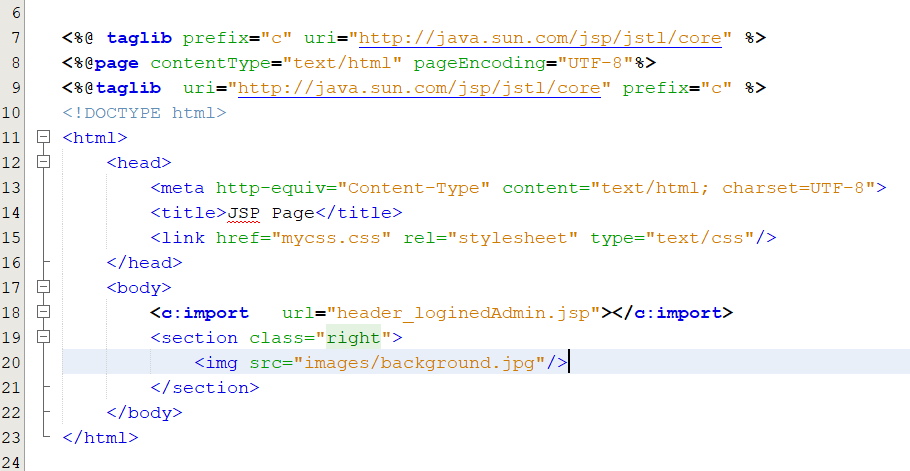 6
7 <%@ taglib prefix="c" uri="http://java.sun.com/jsp/jstl/core" %>
8 <%@page contentType="text/html" pageEncoding="UTF-8"%>
9 <%@taglib  uri="http://java.sun.com/jsp/jstl/core" prefix="c" %>
10 <!DOCTYPE html>
11 <html>
12     <head>
13         <meta http-equiv="Content-Type" content="text/html; charset=UTF-8">
14         <title>JSP Page</title>
15         <link href="mycss.css" rel="stylesheet" type="text/css"/>
16     </head>
17     <body>
18         <c:import   url="header_loginedAdmin.jsp"></c:import>
19         <section class="right">
20             <img src="images/background.jpg"/>
21         </section>
22     </body>
23 </html>
24